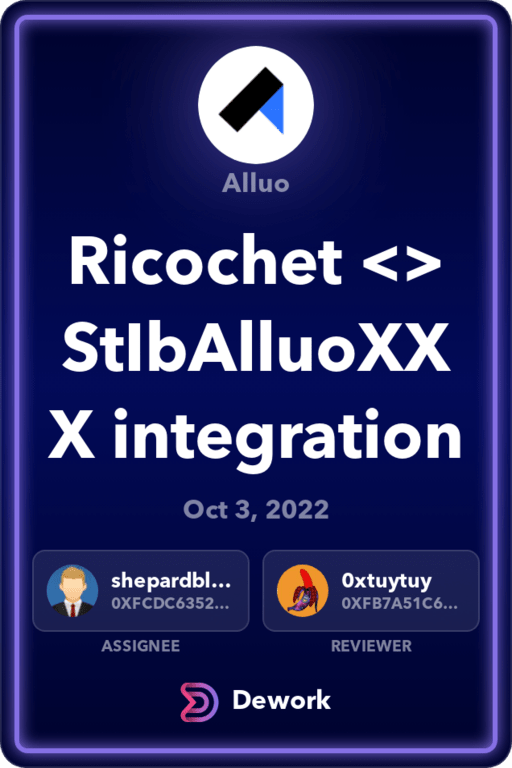 Alluo
Ricochet <>
StIbAlluoXX
X integration
Oct 3, 2022
shepardbl...
0XFCDC6352...
ASSIGNEE
0xtuytuy
0XFB7A51C6...
REVIEWER
Dework